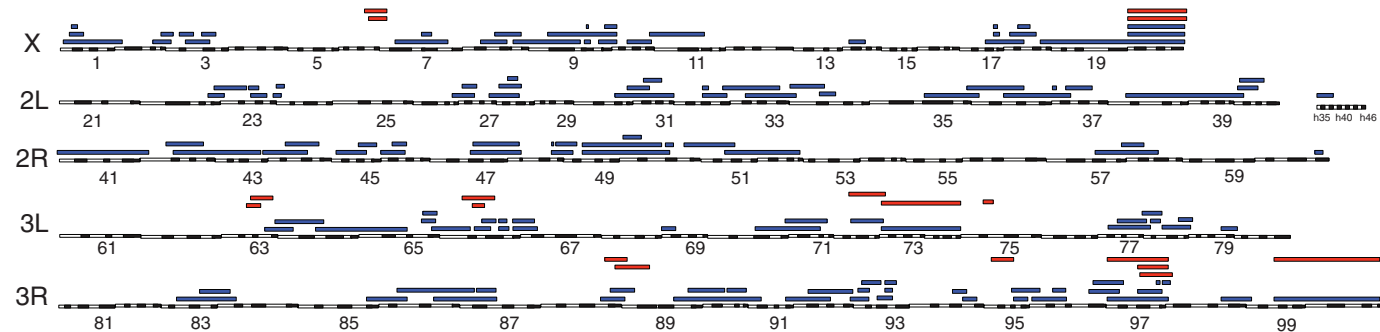 X
1 3 5 7 9 11 13 15 17 19
2L
21 23 25 27 29 31 33 35 37 39 h35 h40 h46
2R
41 43 45 47 49 51 53 55 57 59
3L
61 63 65 67 69 71 73 75 77 79
3R
81 83 85 87 89 91 93 95 97 99